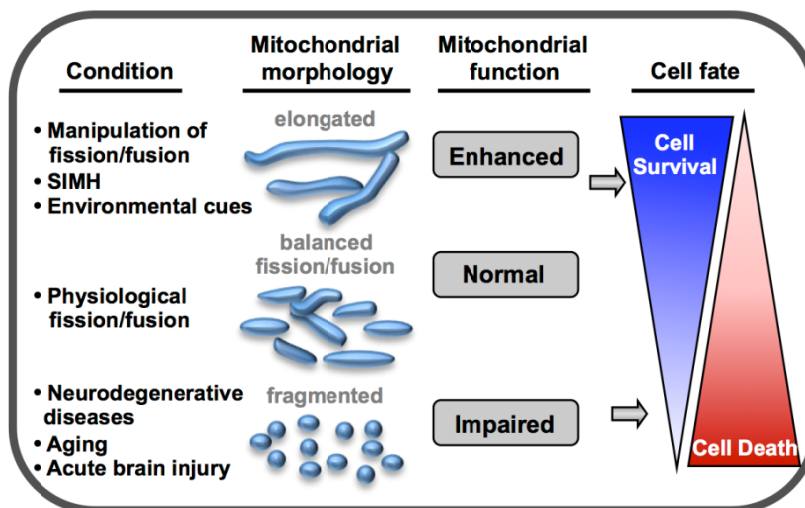 Condition
Mitochondrial
morphology
Mitochondrial
function
Cell fate
• Manipulation of
fission/fusion
• SIMH
• Environmental cues
elongated
Enhanced
Cell
Survival
balanced
fission/fusion
• Physiological
fission/fusion
Normal
• Neurodegenerative
diseases
• Aging
• Acute brain injury
fragmented
Impaired
Cell Death